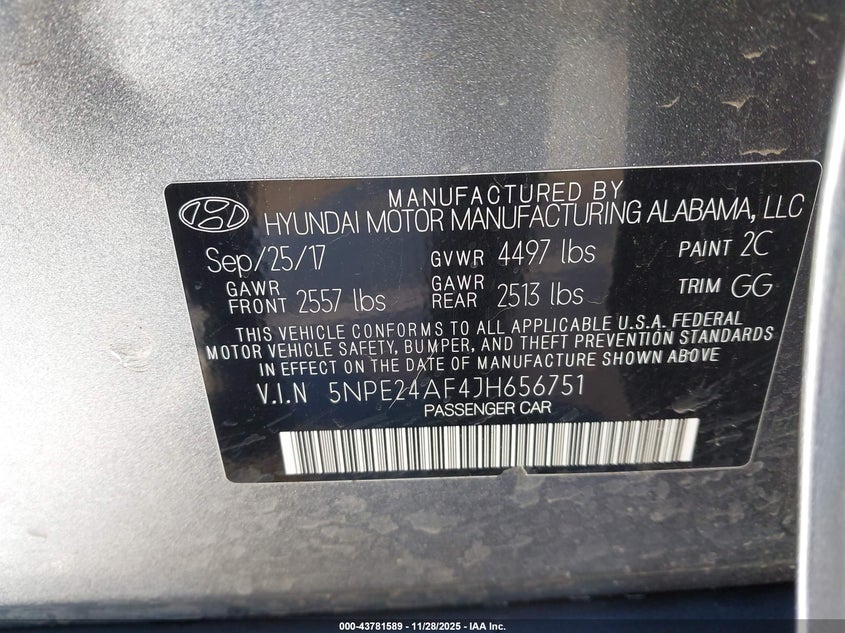 MANUFACTURED BY
HYUNDAI MOTOR MANUFACTURING ALABAMA, LLC
Sep/25/17 GVWR 4497 lbs PAINT 2C
GAWR FRONT 2557 lbs GAWR REAR 2513 lbs TRIM GG
THIS VEHICLE CONFORMS TO ALL APPLICABLE U.S.A. FEDERAL
MOTOR VEHICLE SAFETY, BUMPER, AND THEFT PREVENTION STANDARDS
IN EFFECT ON THE DATE OF MANUFACTURE SHOWN ABOVE
V.I.N 5NPE24AF4JH656751
PASSENGER CAR
000-43781589 - 11/28/2025 - IAA Inc.